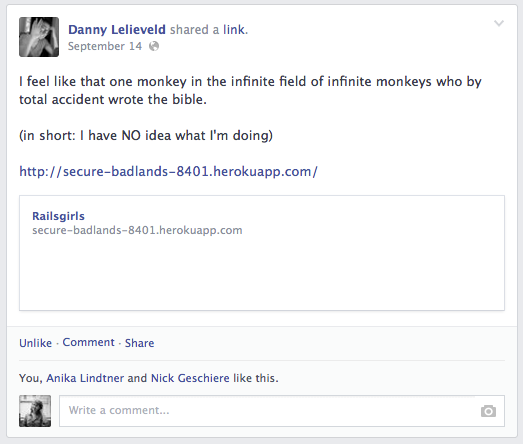 Danny Lelieveld shared a link.
September 14
I feel like that one monkey in the infinite field of infinite monkeys who by
total accident wrote the bible.
(in short: I have NO idea what I'm doing)
http://secure-badlands-8401.herokuapp.com/
Railsgirls
secure-badlands-8401.herokuapp.com
Unlike · Comment · Share
You, Anika Lindtner and Nick Geschiere like this.
Write a comment...